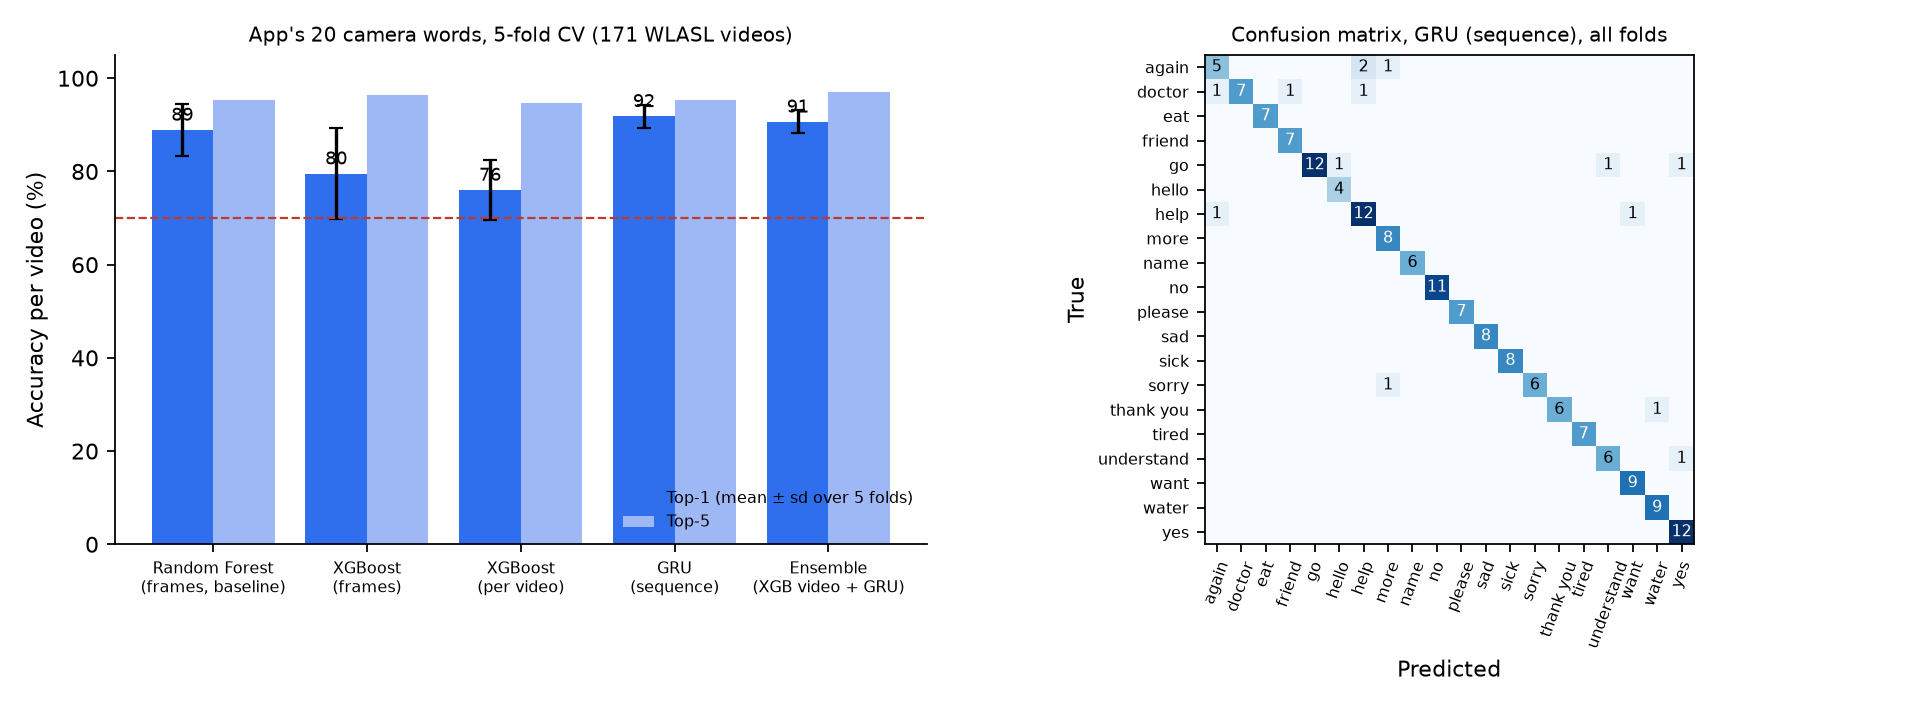 App's 20 camera words, 5-fold CV (171 WLASL videos)
Accuracy per video (%)
100
80
60
40
20
0
89
80
76
92
91
Top-1 (mean ± sd over 5 folds)
Top-5
Random Forest
(frames, baseline)
XGBoost
(frames)
XGBoost
(per video)
GRU
(sequence)
Ensemble
(XGB video + GRU)
Confusion matrix, GRU (sequence), all folds
True
again 5 2 1
doctor 1 7 1 1
eat 7
friend 7
go 12 1 1 1
hello 4
help 1 12 1
more 8
name 6
no 11
please 7
sad 8
sick 8
sorry 1 6
thank you 6 1
tired 7
understand 6 1
want 9
water 9
yes 12
again
doctor
eat
friend
go
hello
help
more
name
no
please
sad
sick
sorry
thank you
tired
understand
want
water
yes
Predicted